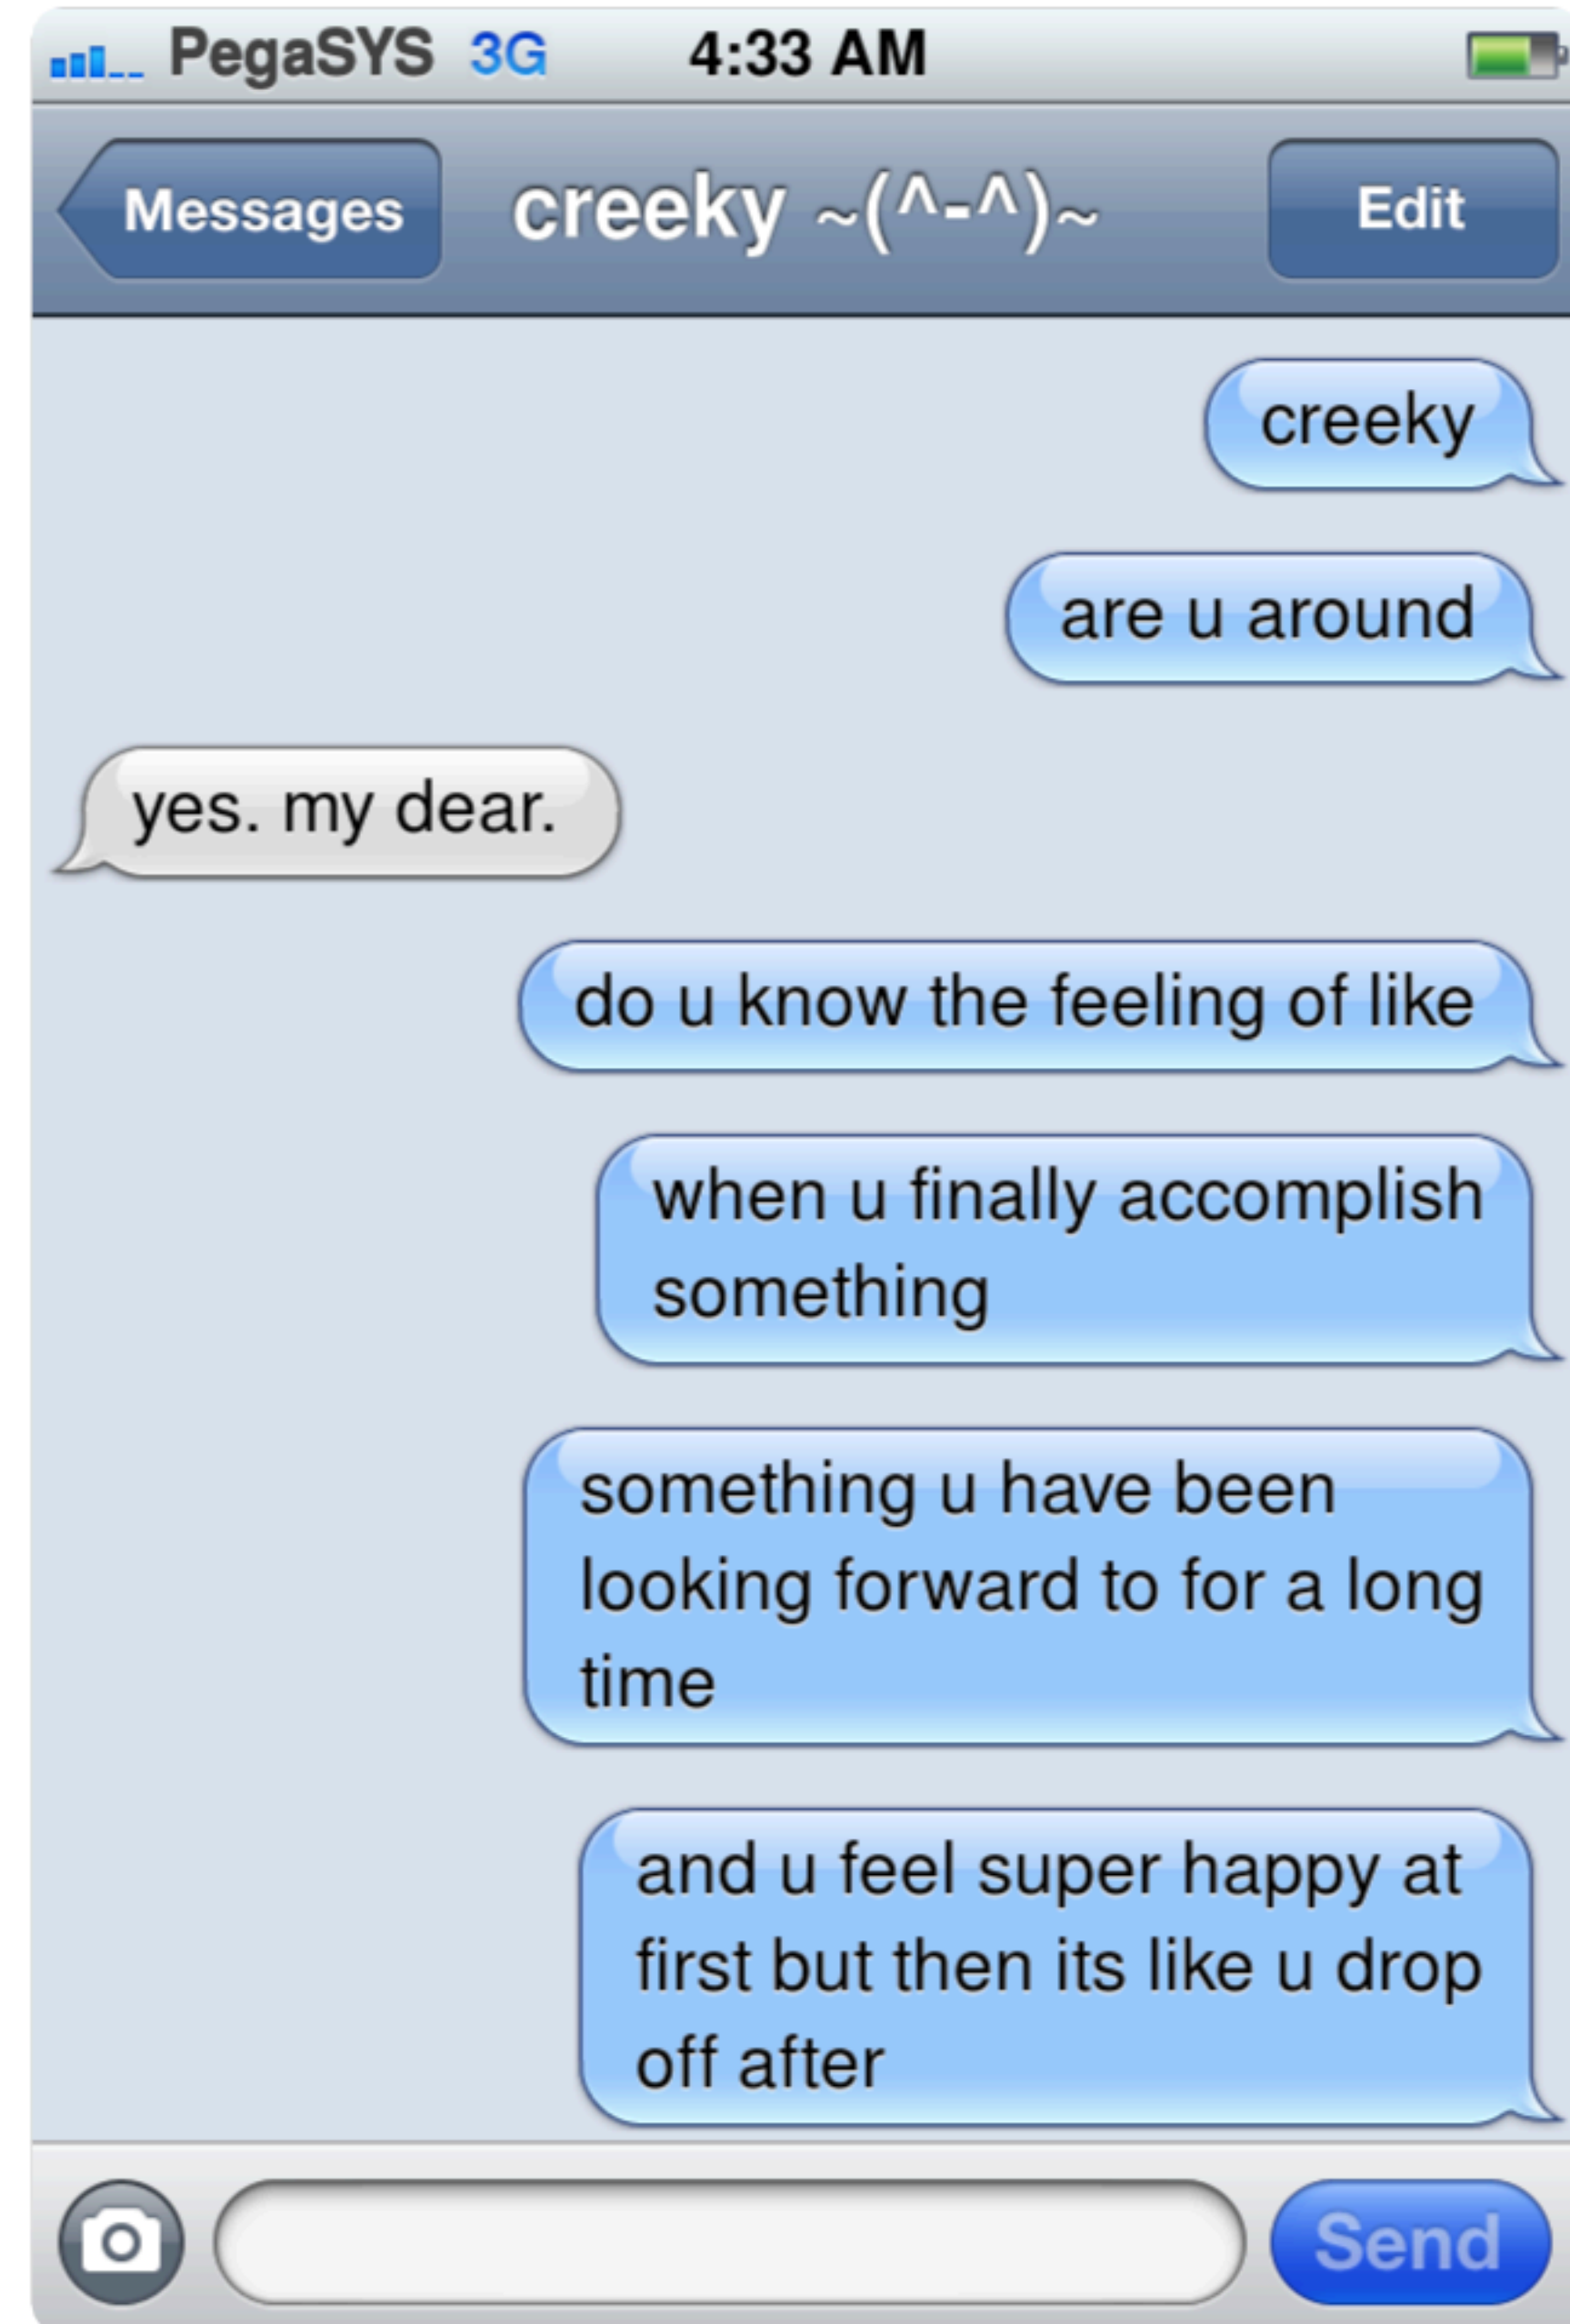 PegaSYS 3G 4:33 AM
Messages creeky ~(^-^)~ Edit
creeky
are u around
yes. my dear.
do u know the feeling of like
when u finally accomplish
something
something u have been
looking forward to for a long
time
and u feel super happy at
first but then its like u drop
off after
Send